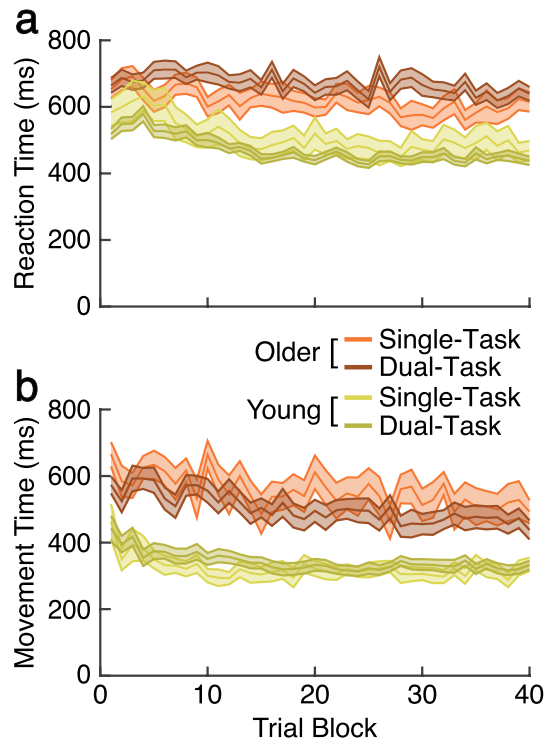 a
800
600
400
200
0
Reaction Time (ms)
Older
Single-Task
Dual-Task
Young
Single-Task
Dual-Task
b
800
600
400
200
0
Movement Time (ms)
0 10 20 30 40
Trial Block